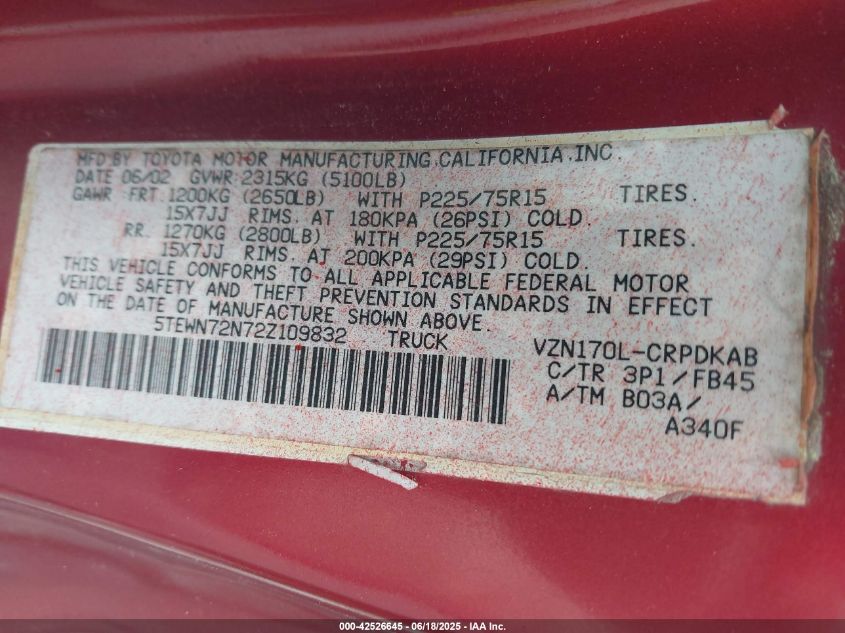 MFD.BY TOYOTA MOTOR MANUFACTURING,CALIFORNIA,INC.
DATE 06/02 GVWR 2315KG (5100LB)
GAWR FRT. 1200KG (2650LB) WITH P225/75R15 TIRES.
15X7JJ RIMS. AT 180KPA (26PSI) COLD.
RR. 1270KG (2800LB) WITH P225/75R15 TIRES.
15X7JJ RIMS. AT 200KPA (29PSI) COLD.
THIS VEHICLE CONFORMS TO ALL APPLICABLE FEDERAL MOTOR
VEHICLE SAFETY AND THEFT PREVENTION STANDARDS IN EFFECT
ON THE DATE OF MANUFACTURE SHOWN ABOVE
5TEWN72N72Z109832 TRUCK
VZN170L-CRPDKAB
C/TR 3P1/FB45
A/TM B03A/
A340F
000-42526645 - 06/18/2025 - IAA Inc.